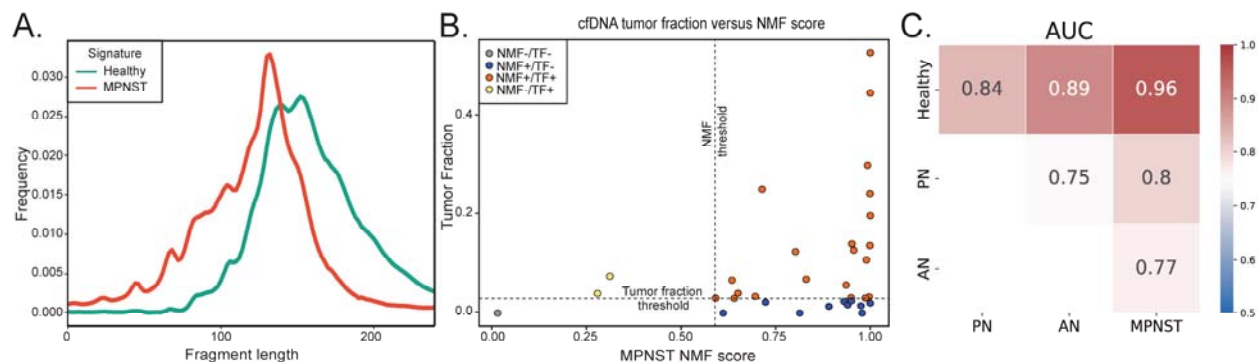 A.
Signature
Healthy
MPNST
0.030
0.025
0.020
0.015
0.010
0.005
0.000
Frequency
0
100
200
Fragment length
B.
cfDNA tumor fraction versus NMF score
NMF-/TF-
NMF+/TF-
NMF+/TF+
NMF-/TF+
NMF
threshold
Tumor fraction
threshold
0.4
0.2
0.0
Tumor Fraction
0.00
0.25
0.50
0.75
1.00
MPNST NMF score
C.
AUC
Healthy
PN
AN
0.84
0.89
0.96
0.75
0.8
0.77
PN
AN
MPNST
1.0
0.9
0.8
0.7
0.6
0.5